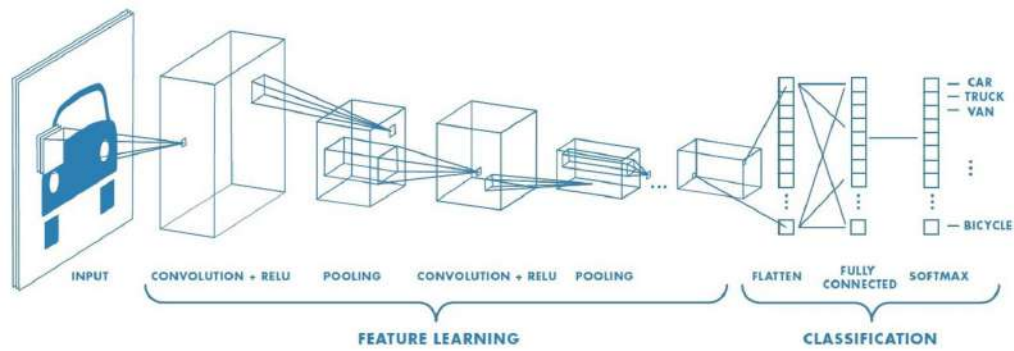 CAR
TRUCK
VAN
BICYCLE
INPUT
CONVOLUTION + RELU
POOLING
CONVOLUTION + RELU
POOLING
FLATTEN
FULLY
CONNECTED
SOFTMAX
FEATURE LEARNING
CLASSIFICATION